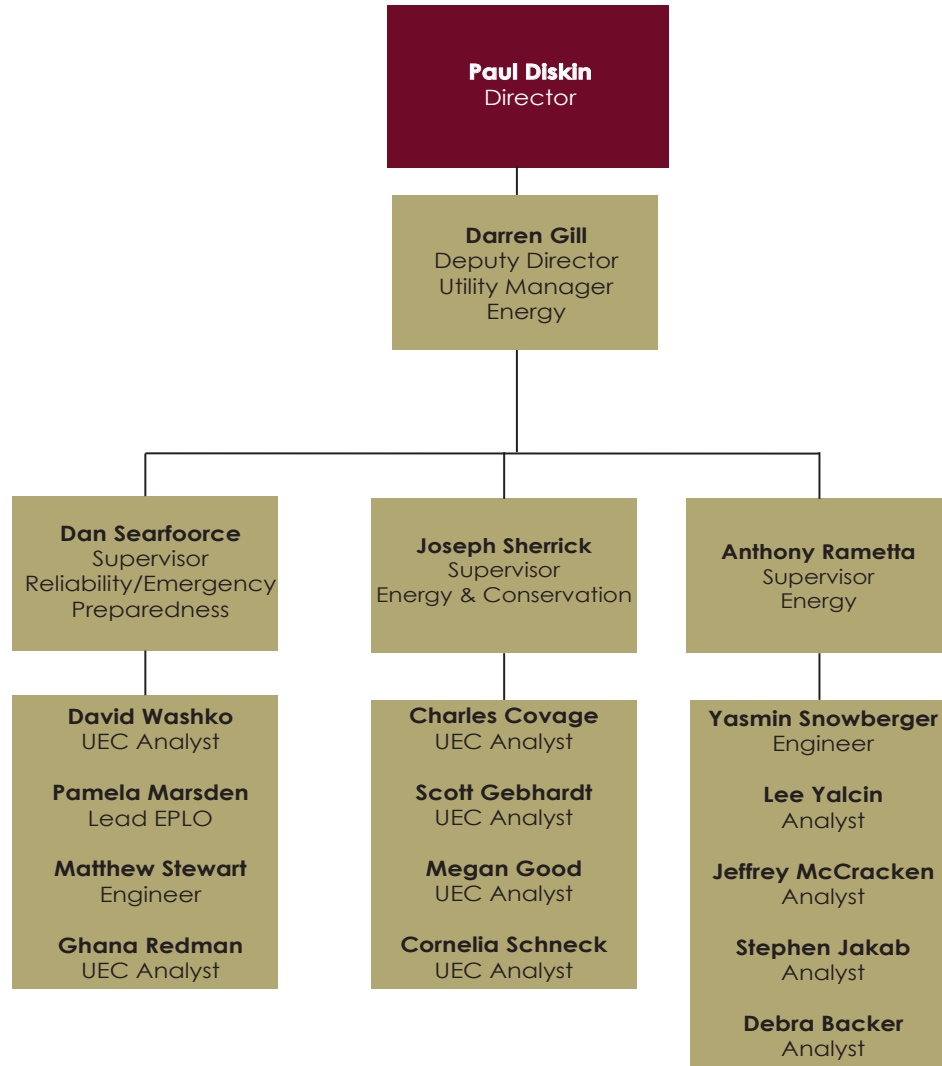 Paul Diskin
Director
Darren Gill
Deputy Director
Utility Manager
Energy
Dan Searfoorce
Supervisor
Reliability/Emergency
Preparedness
Joseph Sherrick
Supervisor
Energy & Conservation
Anthony Rametta
Supervisor
Energy
David Washko
UEC Analyst
Pamela Marsden
Lead EPLO
Matthew Stewart
Engineer
Ghana Redman
UEC Analyst
Charles Covage
UEC Analyst
Scott Gebhardt
UEC Analyst
Megan Good
UEC Analyst
Cornelia Schneck
UEC Analyst
Yasmin Snowberger
Engineer
Lee Yalcin
Analyst
Jeffrey McCracken
Analyst
Stephen Jakab
Analyst
Debra Backer
Analyst